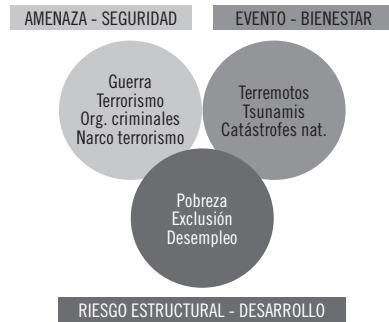 AMENAZA - SEGURIDAD
EVENTO - BIENESTAR
Guerra
Terrorismo
Org. criminales
Narco terrorismo
Terremotos
Tsunamis
Catástrofes nat.
Pobreza
Exclusión
Desempleo
RIESGO ESTRUCTURAL - DESARROLLO